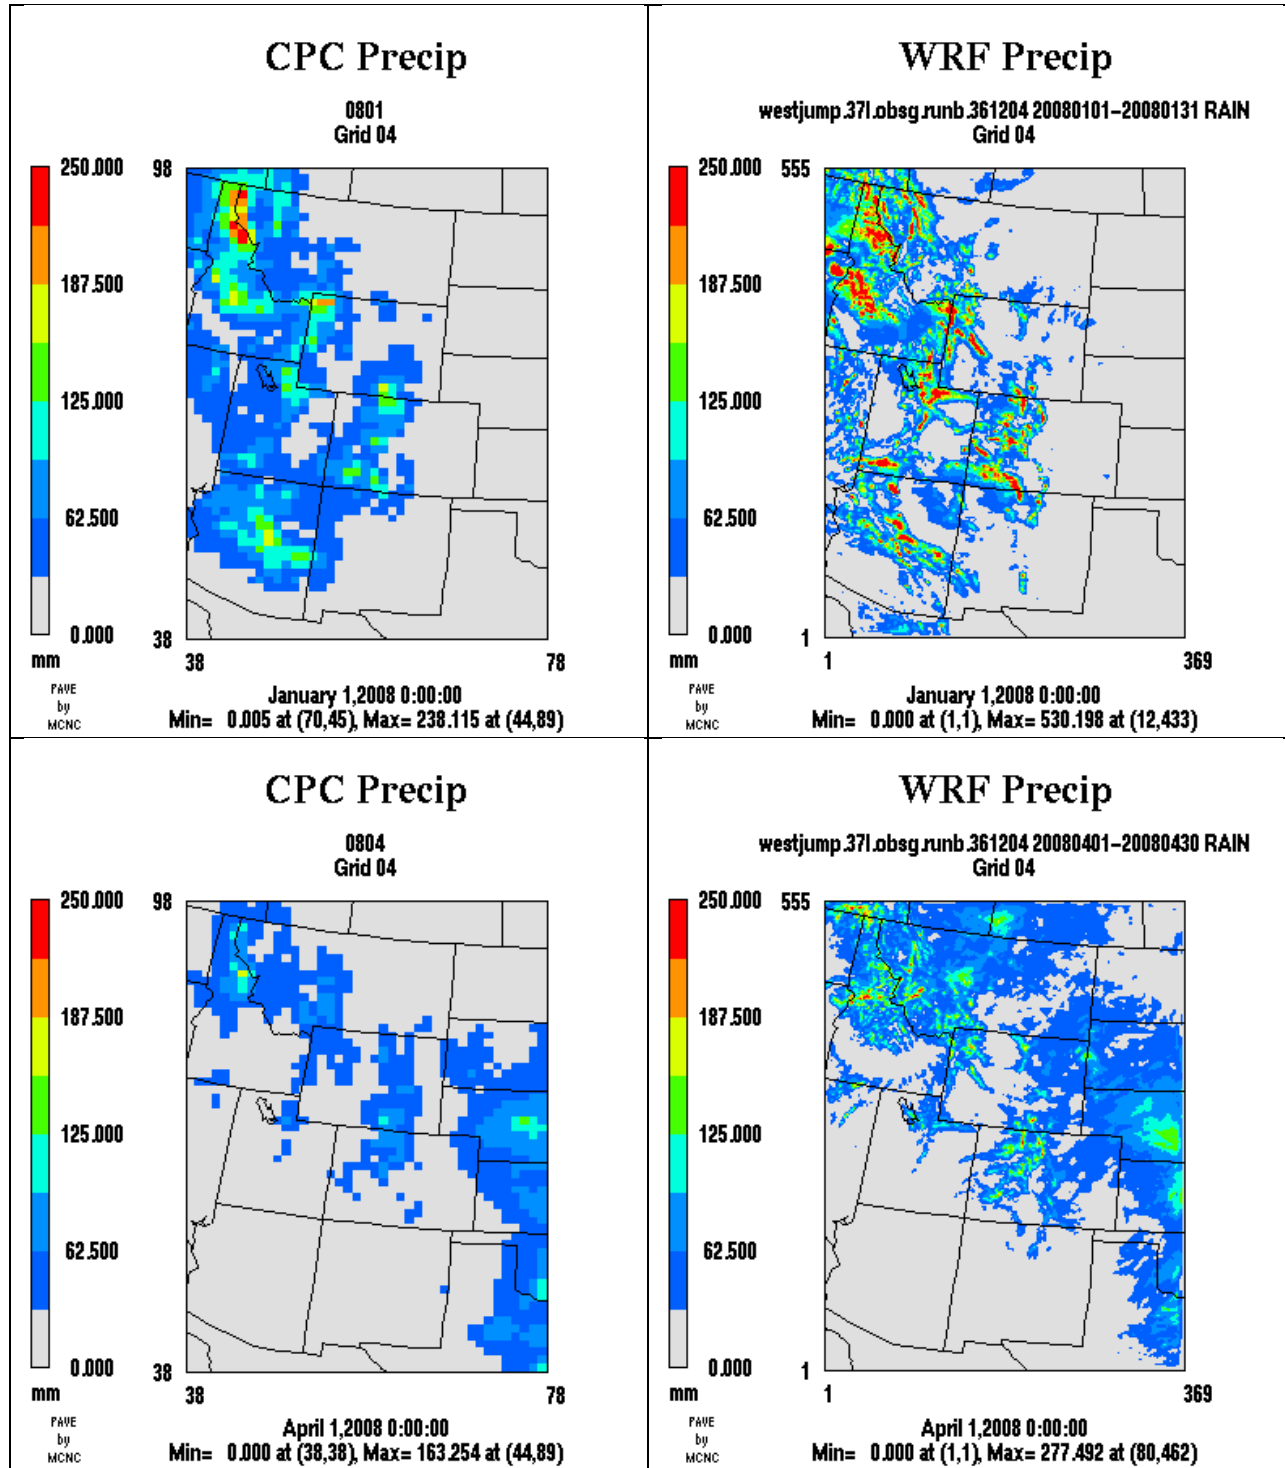 CPC Precip
0801
Grid 04
250.000
187.500
125.000
62.500
0.000
mm
PAVE
by
MCNC
98
38
38
78
January 1,2008 0:00:00
Min= 0.005 at (70,45), Max= 238.115 at (44,89)
WRF Precip
westjump.37l.obsg.runb.361204 20080101-20080131 RAIN
Grid 04
250.000
187.500
125.000
62.500
0.000
mm
PAVE
by
MCNC
555
1
1
369
January 1,2008 0:00:00
Min= 0.000 at (1,1), Max= 530.198 at (12,433)
CPC Precip
0804
Grid 04
250.000
187.500
125.000
62.500
0.000
mm
PAVE
by
MCNC
98
38
38
78
April 1,2008 0:00:00
Min= 0.000 at (38,38), Max= 163.254 at (44,89)
WRF Precip
westjump.37l.obsg.runb.361204 20080401-20080430 RAIN
Grid 04
250.000
187.500
125.000
62.500
0.000
mm
PAVE
by
MCNC
555
1
1
369
April 1,2008 0:00:00
Min= 0.000 at (1,1), Max= 277.492 at (80,462)